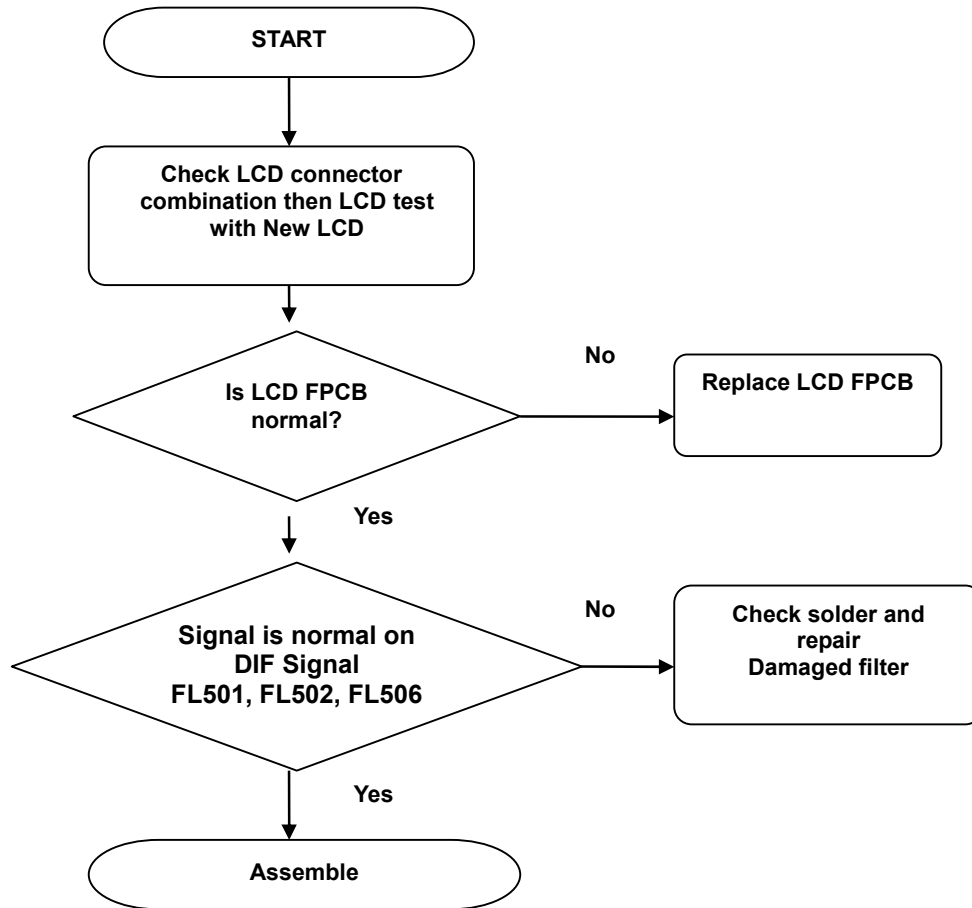 START
Check LCD connector
combination then LCD test
with New LCD
No
Is LCD FPCB
normal?
Replace LCD FPCB
Yes
No
Signal is normal on
DIF Signal
FL501, FL502, FL506
Check solder and
repair
Damaged filter
Yes
Assemble